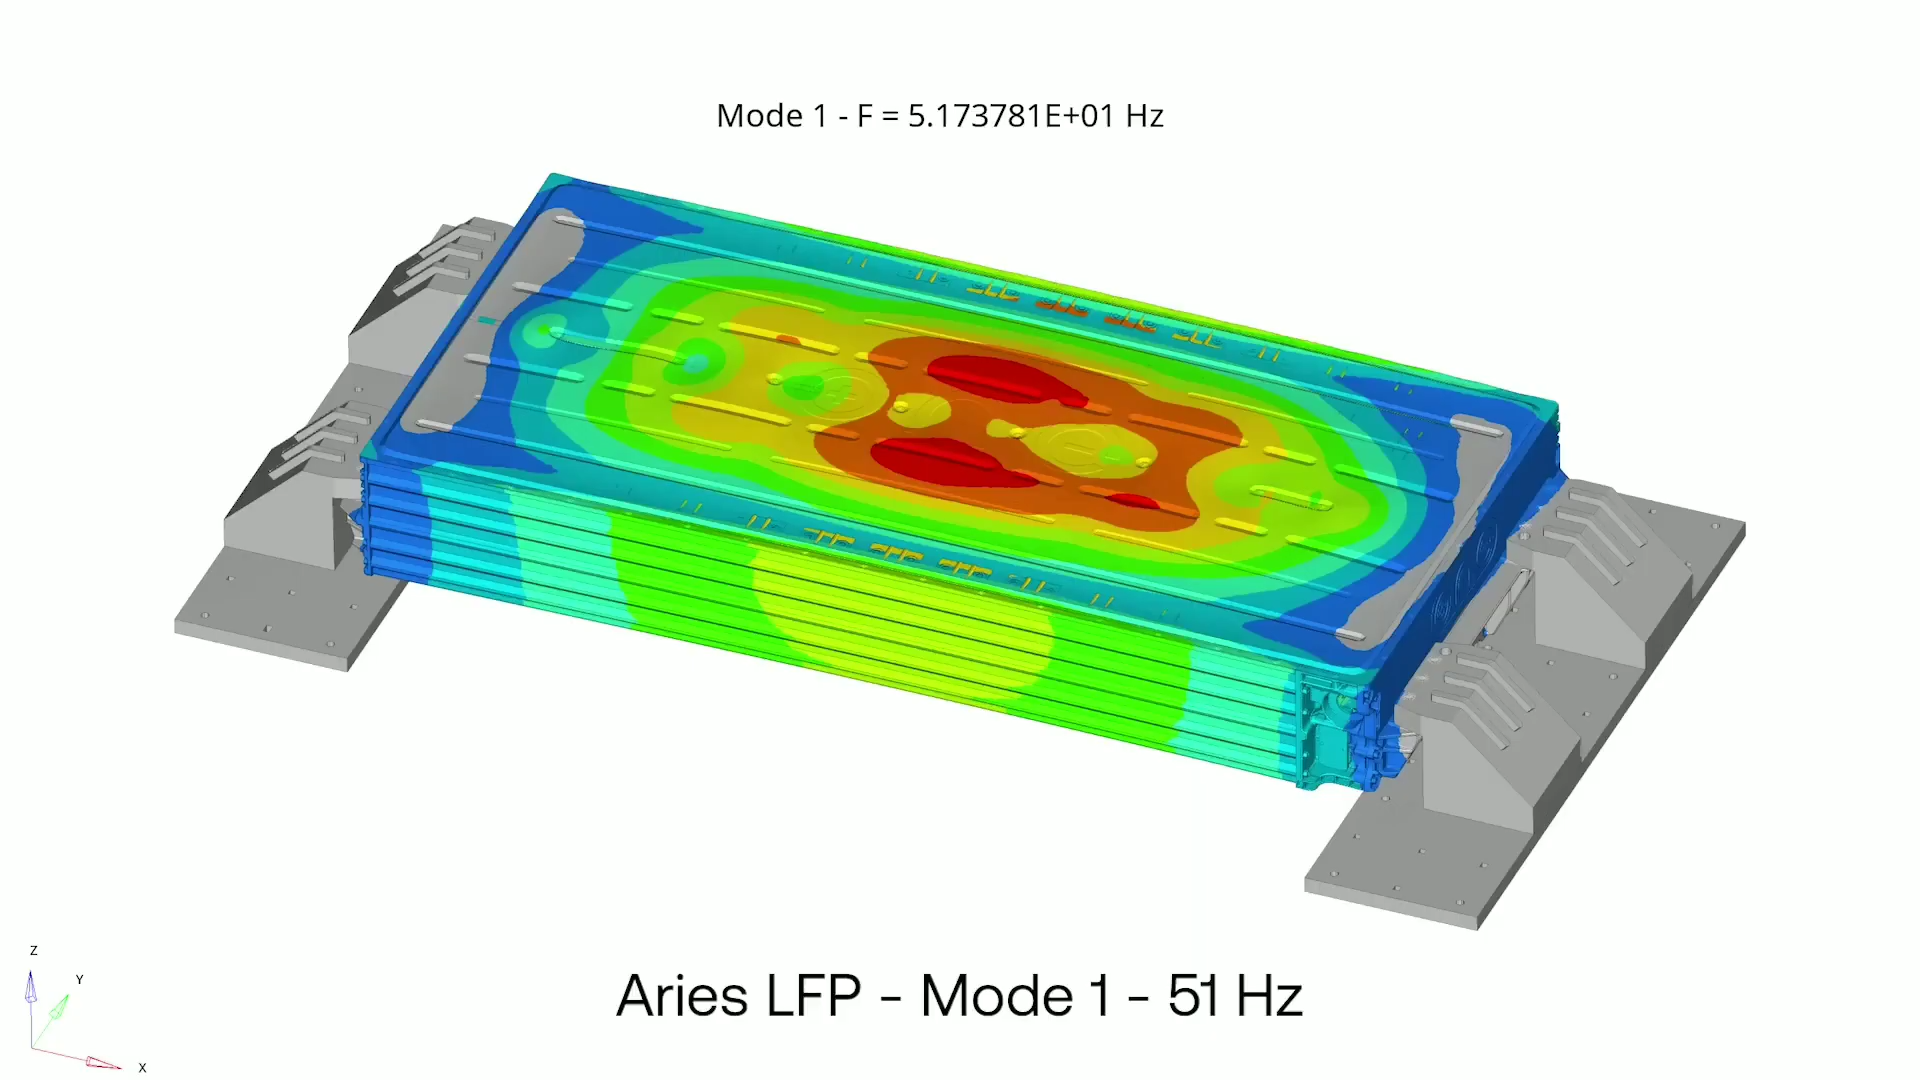 Mode 1 - F = 5.173781E+01 Hz
Z
Y
X
Aries LFP - Mode 1 - 51 Hz